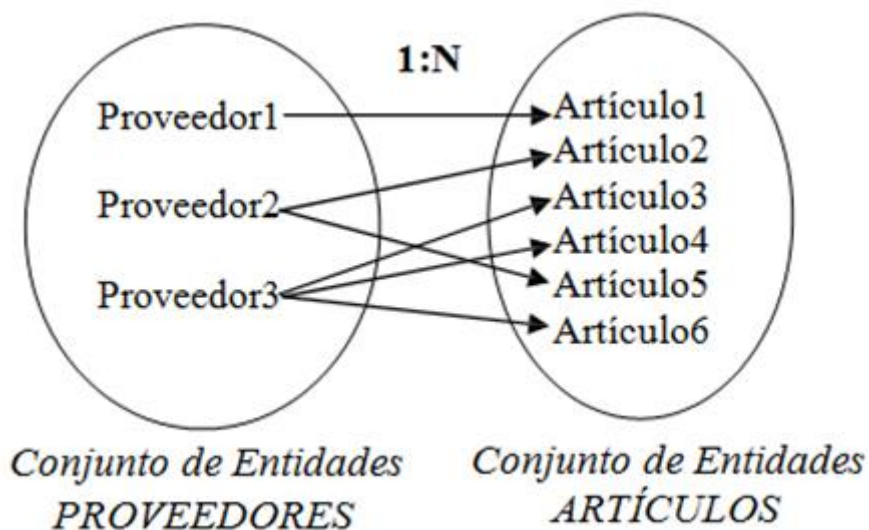 1:N
Proveedor1
Proveedor2
Proveedor3
Artículo1
Artículo2
Artículo3
Artículo4
Artículo5
Artículo6
Conjunto de Entidades
PROVEEDORES
Conjunto de Entidades
ARTÍCULOS